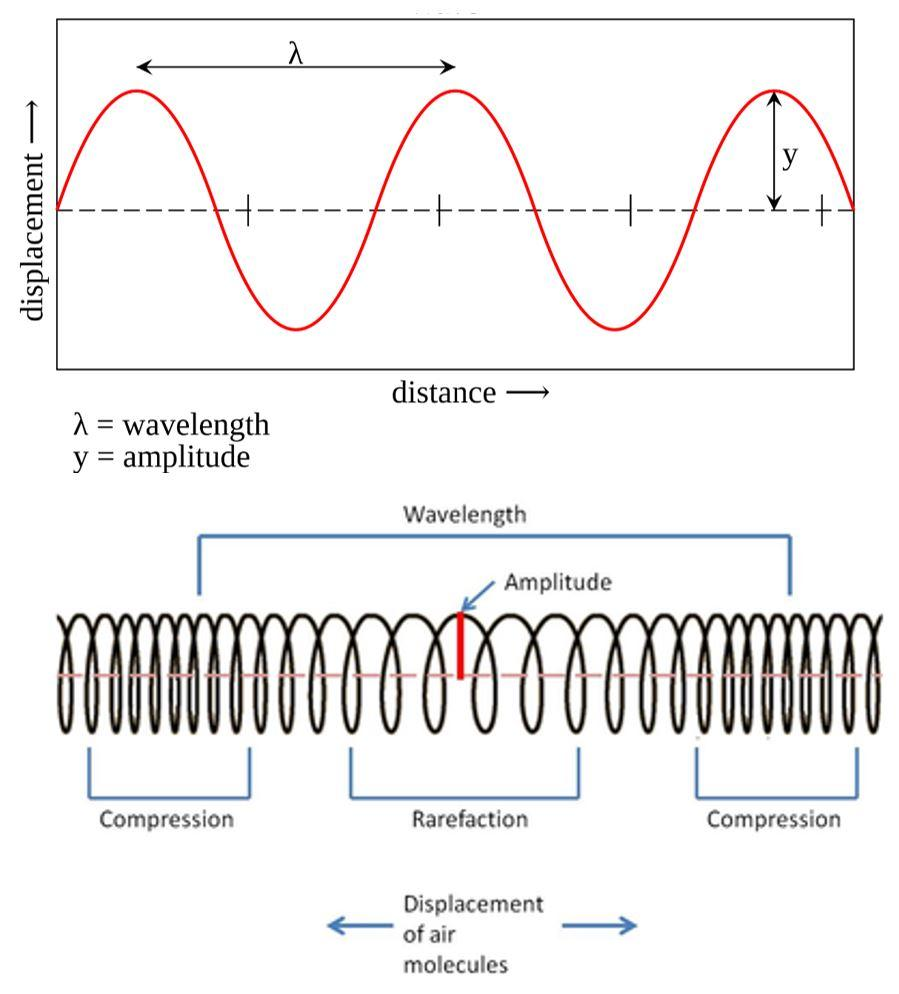 λ
y
displacement
distance
λ = wavelength
y = amplitude
Wavelength
Amplitude
Compression
Rarefaction
Compression
Displacement
of air
molecules